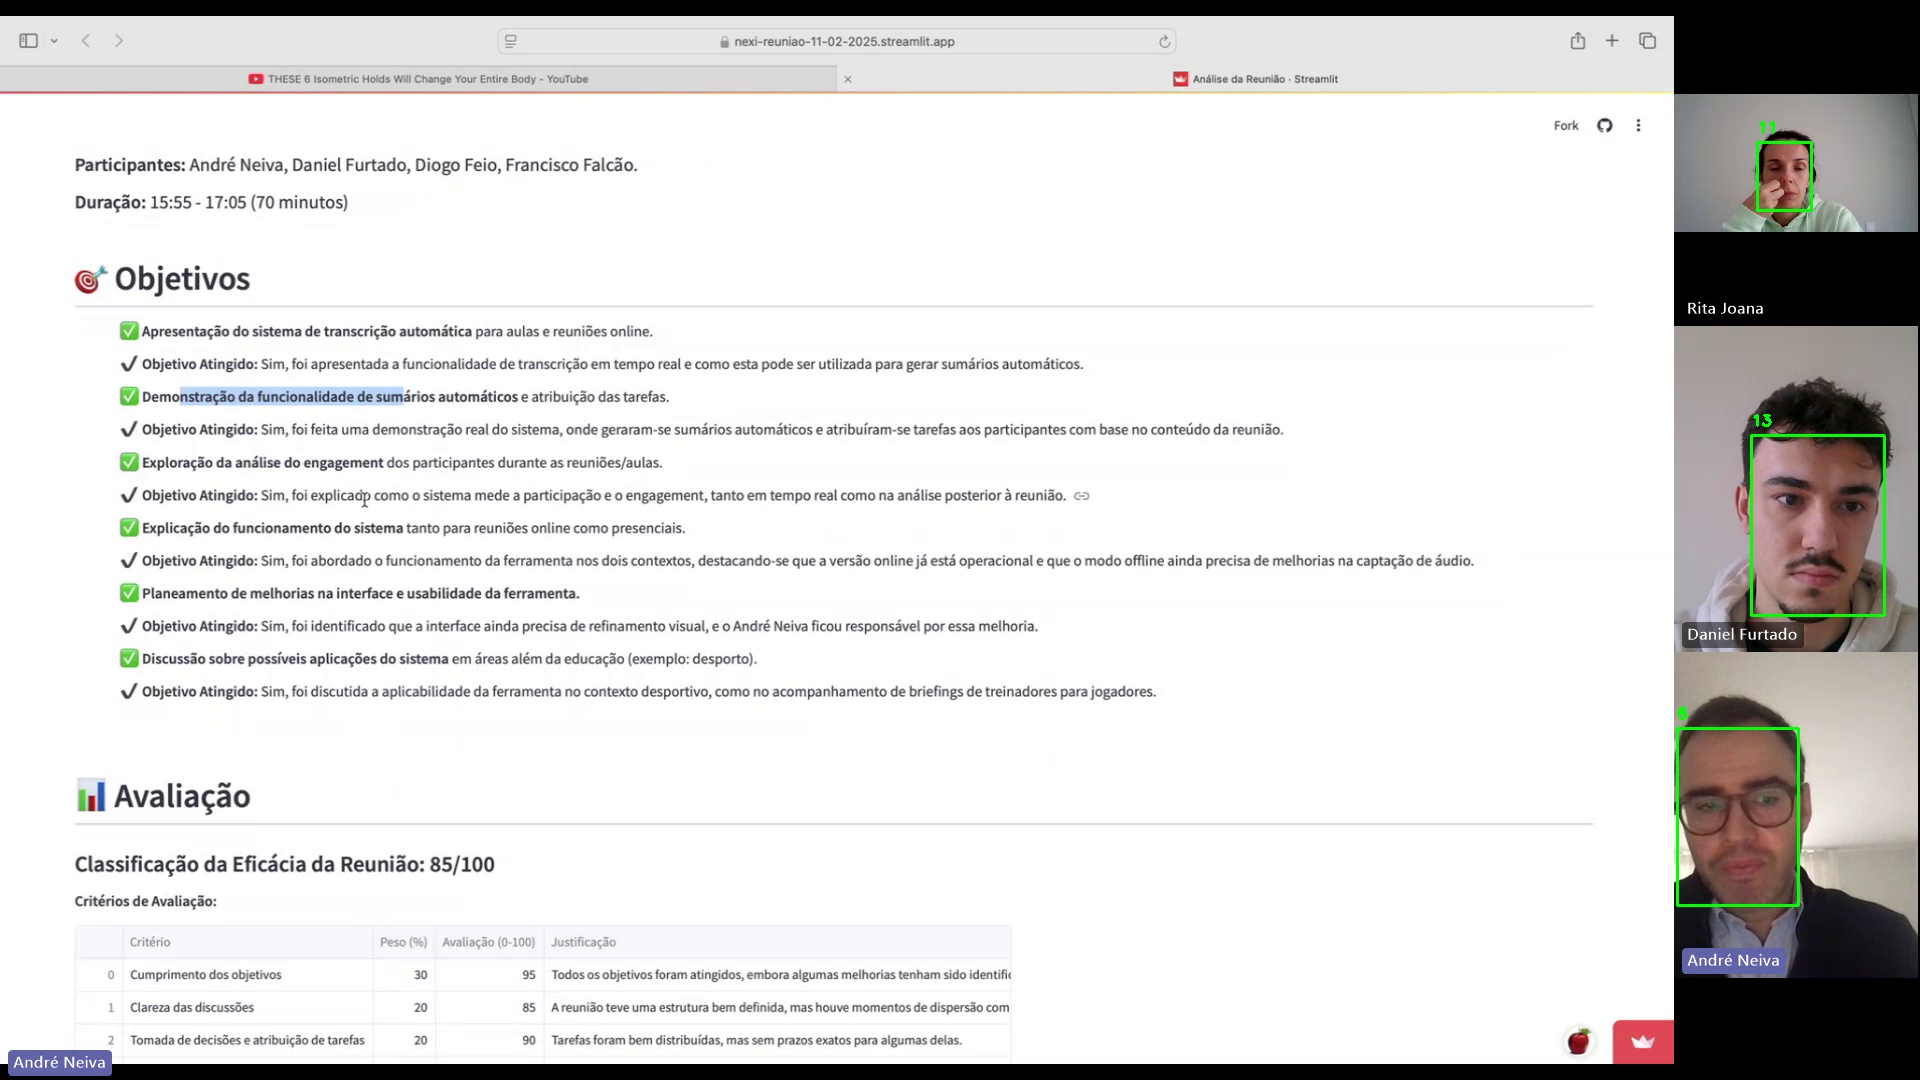 nexi-reuniao-11-02-2025.streamlit.app
THESE 6 Isometric Holds Will Change Your Entire Body - YouTube
Análise da Reunião · Streamlit
Fork
Participantes: André Neiva, Daniel Furtado, Diogo Feio, Francisco Falcão.
Duração: 15:55 - 17:05 (70 minutos)
Objetivos
Apresentação do sistema de transcrição automática para aulas e reuniões online.
Objetivo Atingido: Sim, foi apresentada a funcionalidade de transcrição em tempo real e como esta pode ser utilizada para gerar sumários automáticos.
Demonstração da funcionalidade de sumários automáticos e atribuição das tarefas.
Objetivo Atingido: Sim, foi feita uma demonstração real do sistema, onde geraram-se sumários automáticos e atribuíram-se tarefas aos participantes com base no conteúdo da reunião.
Exploração da análise do engagement dos participantes durante as reuniões/aulas.
Objetivo Atingido: Sim, foi explicado como o sistema mede a participação e o engagement, tanto em tempo real como na análise posterior à reunião.
Explicação do funcionamento do sistema tanto para reuniões online como presenciais.
Objetivo Atingido: Sim, foi abordado o funcionamento da ferramenta nos dois contextos, destacando-se que a versão online já está operacional e que o modo offline ainda precisa de melhorias na captação de áudio.
Planeamento de melhorias na interface e usabilidade da ferramenta.
Objetivo Atingido: Sim, foi identificado que a interface ainda precisa de refinamento visual, e o André Neiva ficou responsável por essa melhoria.
Discussão sobre possíveis aplicações do sistema em áreas além da educação (exemplo: desporto).
Objetivo Atingido: Sim, foi discutida a aplicabilidade da ferramenta no contexto desportivo, como no acompanhamento de briefings de treinadores para jogadores.
Avaliação
Classificação da Eficácia da Reunião: 85/100
Critérios de Avaliação:
Critério Peso (%) Avaliação (0-100) Justificação
0 Cumprimento dos objetivos 30 95 Todos os objetivos foram atingidos, embora algumas melhorias tenham sido identific
1 Clareza das discussões 20 85 A reunião teve uma estrutura bem definida, mas houve momentos de dispersão com
2 Tomada de decisões e atribuição de tarefas 20 90 Tarefas foram bem distribuídas, mas sem prazos exatos para algumas delas.
André Neiva
11
Rita Joana
13
Daniel Furtado
6
André Neiva